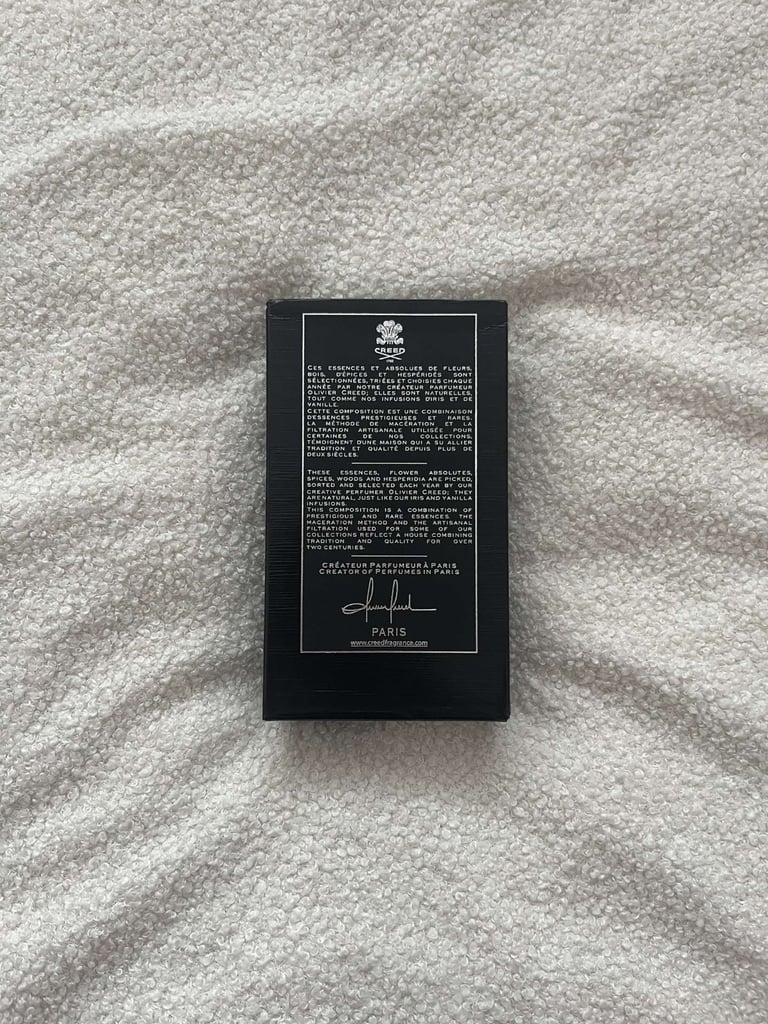 CREED
1760
CES ESSENCES ET ABSOLUES DE FLEURS,
BOIS, D'ÉPICES ET HESPÉRIDÉS SONT
SÉLECTIONNÉES, TRIÉES ET CHOISIES CHAQUE
ANNÉE PAR NOTRE CRÉATEUR PARFUMEUR
OLIVIER CREED; ELLES SONT NATURELLES,
TOUT COMME NOS INFUSIONS D'IRIS ET DE
VANILLE.
CETTE COMPOSITION EST UNE COMBINAISON
D'ESSENCES PRESTIGIEUSES ET RARES.
LA MÉTHODE DE MACÉRATION ET LA
FILTRATION ARTISANALE UTILISÉE POUR
CERTAINES DE NOS COLLECTIONS,
TÉMOIGNENT D'UNE MAISON QUI A SU ALLIER
TRADITION ET QUALITÉ DEPUIS PLUS DE
DEUX SIÈCLES.
THESE ESSENCES, FLOWER ABSOLUTES,
SPICES, WOODS AND HESPERIDIA ARE PICKED,
SORTED AND SELECTED EACH YEAR BY OUR
CREATIVE PERFUMER OLIVIER CREED; THEY
ARE NATURAL, JUST LIKE OUR IRIS AND VANILLA
INFUSIONS.
THIS COMPOSITION IS A COMBINATION OF
PRESTIGIOUS AND RARE ESSENCES. THE
MACERATION METHOD AND THE ARTISANAL
FILTRATION USED FOR SOME OF OUR
COLLECTIONS REFLECT A HOUSE COMBINING
TRADITION AND QUALITY FOR OVER
TWO CENTURIES.
CRÉATEUR PARFUMEUR À PARIS
CREATOR OF PERFUMES IN PARIS
PARIS
www.creedfragrance.com